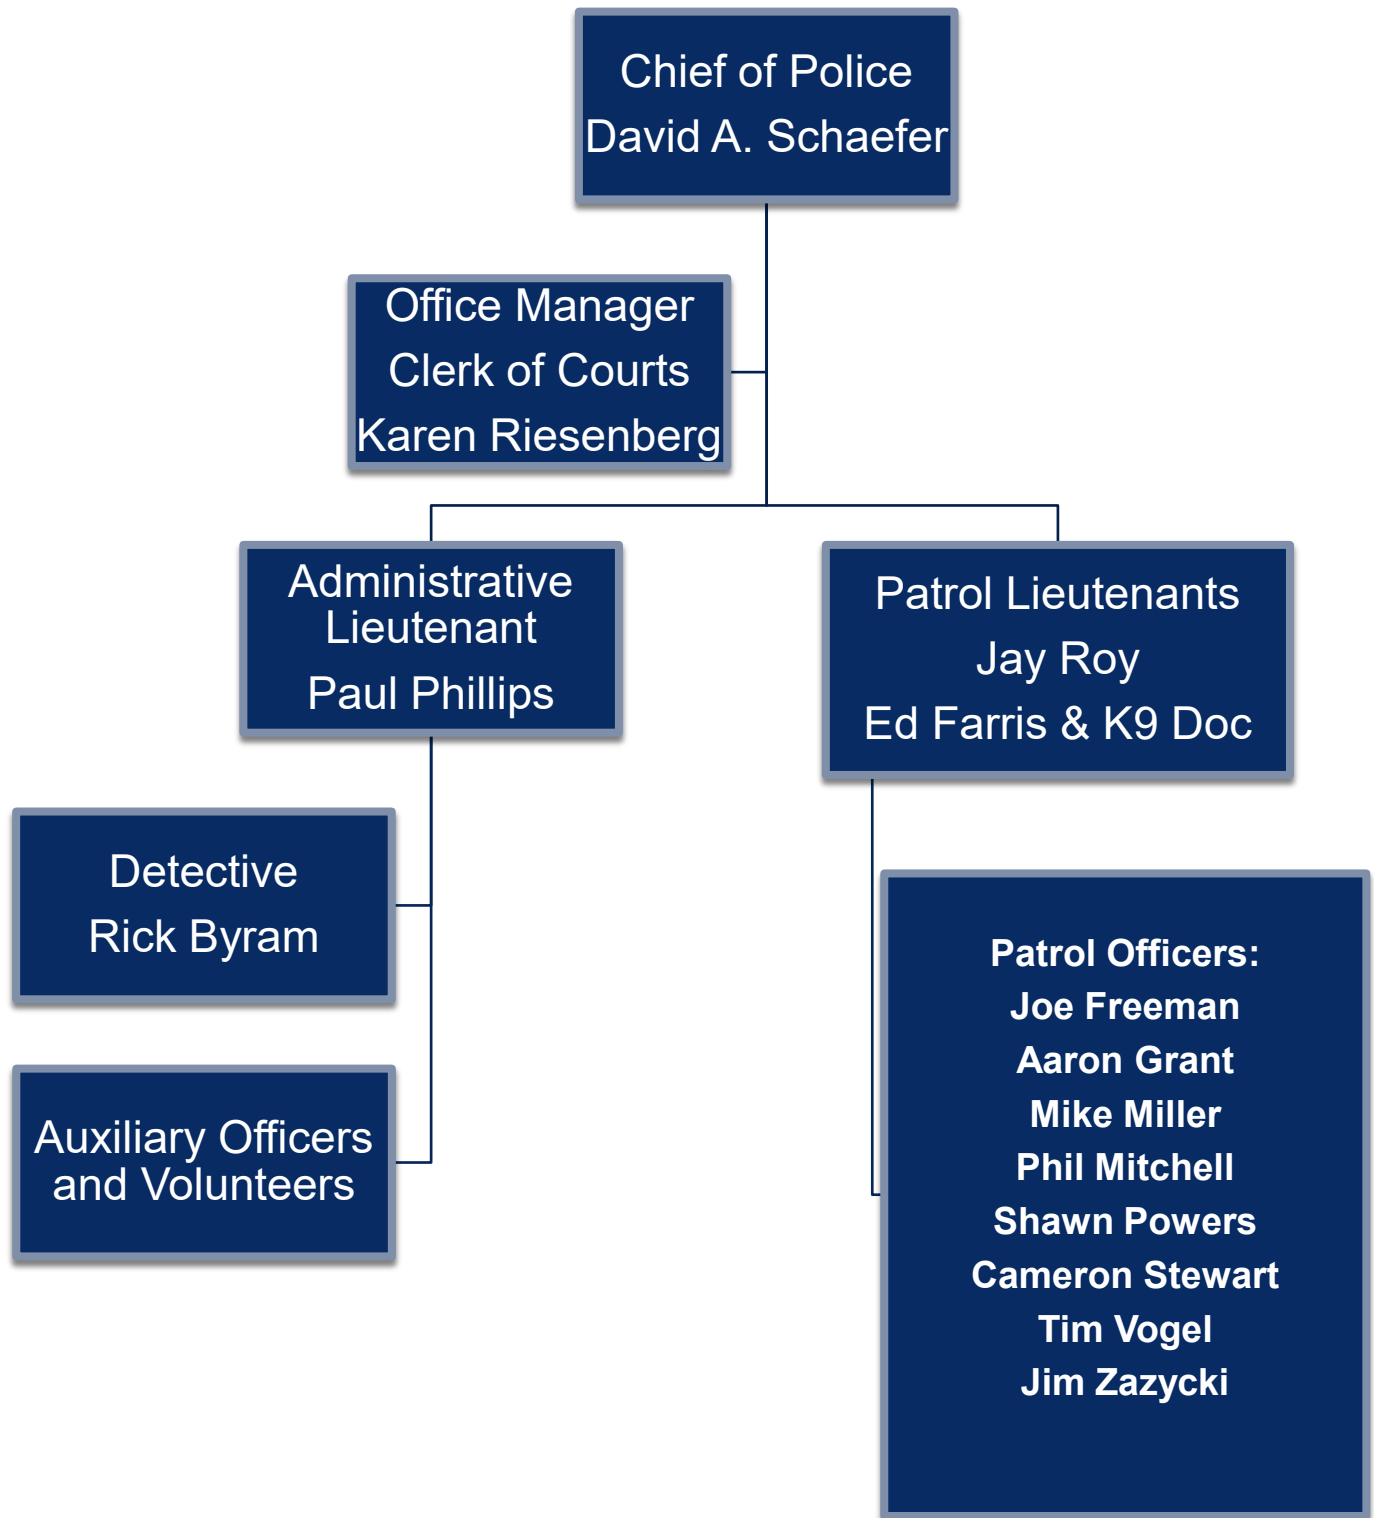 Chief of Police
David A. Schaefer
Office Manager
Clerk of Courts
Karen Riesenberg
Administrative
Lieutenant
Paul Phillips
Patrol Lieutenants
Jay Roy
Ed Farris & K9 Doc
Detective
Rick Byram
Auxiliary Officers
and Volunteers
Patrol Officers:
Joe Freeman
Aaron Grant
Mike Miller
Phil Mitchell
Shawn Powers
Cameron Stewart
Tim Vogel
Jim Zazycki